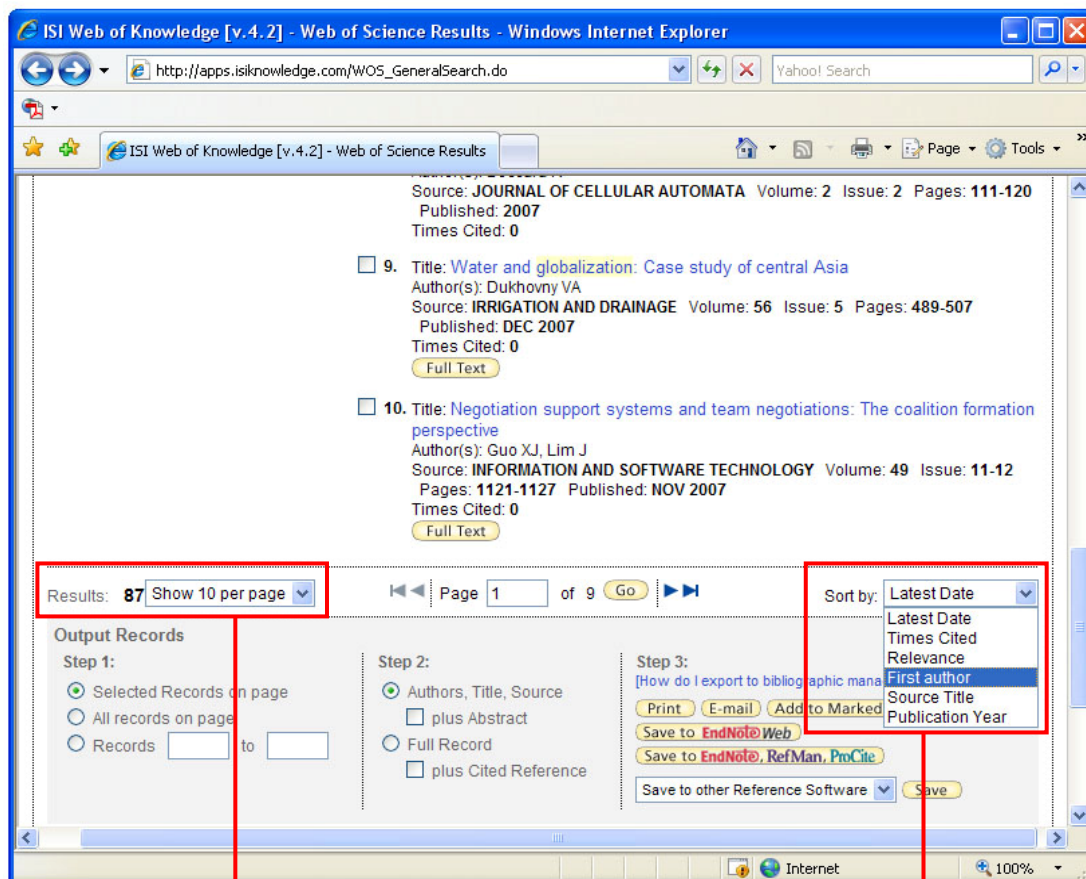 ISI Web of Knowledge [v.4.2] - Web of Science Results - Windows Internet Explorer
http://apps.isiknowledge.com/WOS_GeneralSearch.do
Yahoo! Search
ISI Web of Knowledge [v.4.2] - Web of Science Results
Page
Tools
»
Source: JOURNAL OF CELLULAR AUTOMATA Volume: 2 Issue: 2 Pages: 111-120
Published: 2007
Times Cited: 0
9. Title: Water and globalization: Case study of central Asia
Author(s): Dukhovny VA
Source: IRRIGATION AND DRAINAGE Volume: 56 Issue: 5 Pages: 489-507
Published: DEC 2007
Times Cited: 0
Full Text
10. Title: Negotiation support systems and team negotiations: The coalition formation
perspective
Author(s): Guo XJ, Lim J
Source: INFORMATION AND SOFTWARE TECHNOLOGY Volume: 49 Issue: 11-12
Pages: 1121-1127 Published: NOV 2007
Times Cited: 0
Full Text
Results: 87 Show 10 per page
Page 1 of 9 Go
Sort by: Latest Date
Latest Date
Times Cited
Relevance
First author
Source Title
Publication Year
Output Records
Step 1:
Selected Records on page
All records on page
Records to
Step 2:
Authors, Title, Source
plus Abstract
Full Record
plus Cited Reference
Step 3:
[How do I export to bibliographic mana
Print E-mail Add to Marked
Save to EndNote Web
Save to EndNote, RefMan, ProCite
Save to other Reference Software Save
Internet
100%